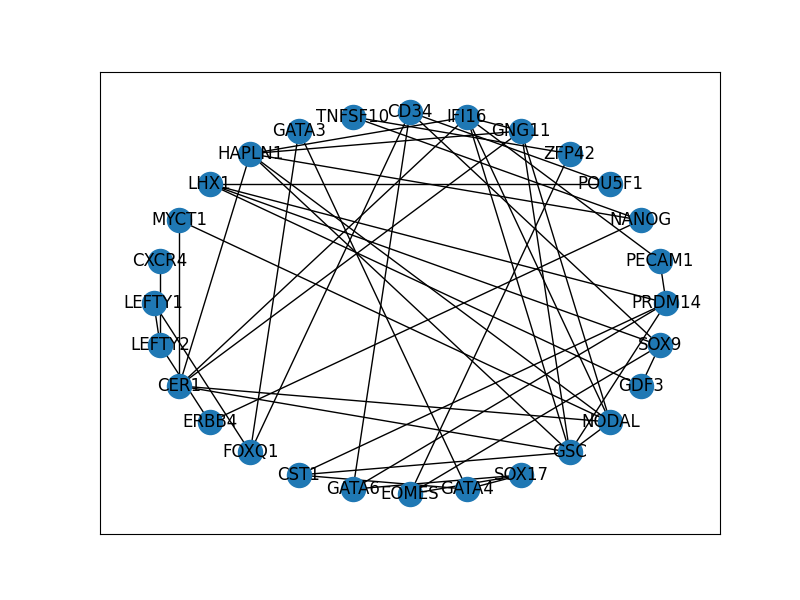 CD34
TNFSF10
IFI16
GATA3
GNG11
HAPLN1
ZFP42
LHX1
POU5F1
MYCT1
NANOG
CXCR4
PECAM1
LEFTY1
PRDM14
LEFTY2
SOX9
CER1
GDF3
ERBB4
NODAL
FOXQ1
GSC
CST1
SOX17
GATA6
GATA4
EOMES